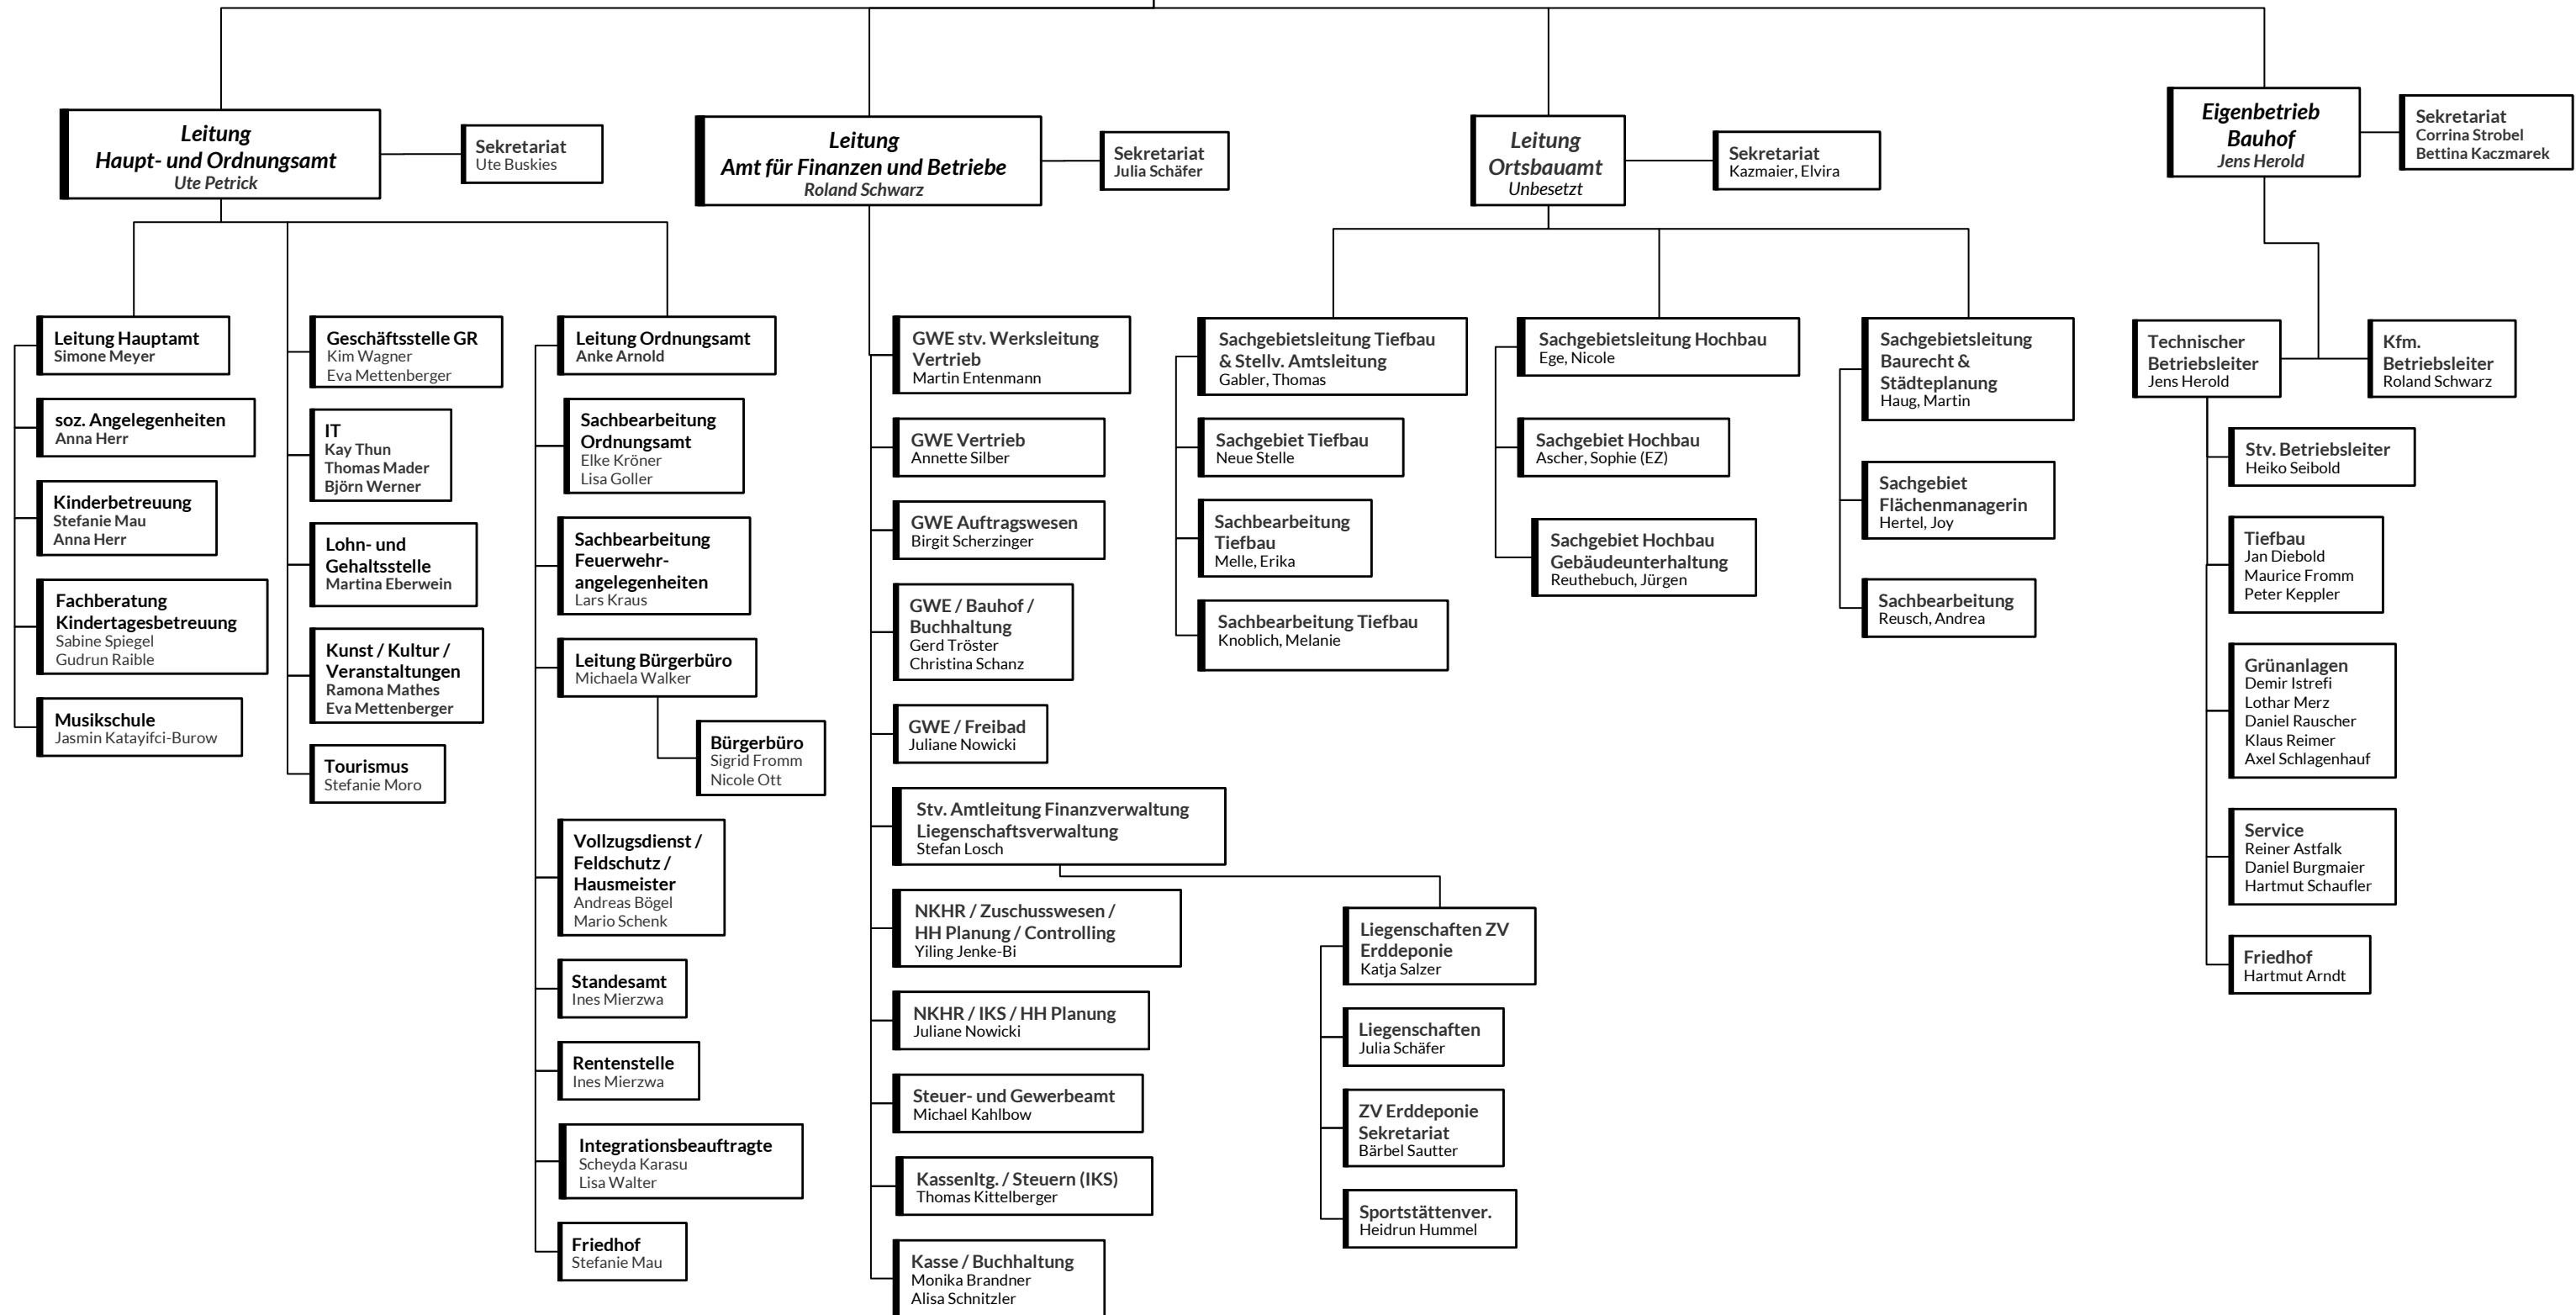 Leitung
Haupt- und Ordnungsamt
Ute Petrick
Sekretariat
Ute Buskies
Leitung Hauptamt
Simone Meyer
soz. Angelegenheiten
Anna Herr
Kinderbetreuung
Stefanie Mau
Anna Herr
Fachberatung
Kindertagesbetreuung
Sabine Spiegel
Gudrun Raible
Musikschule
Jasmin Katayifci-Burow
Geschäftsstelle GR
Kim Wagner
Eva Mettenberger
IT
Kay Thun
Thomas Mader
Björn Werner
Lohn- und
Gehaltsstelle
Martina Eberwein
Kunst / Kultur /
Veranstaltungen
Ramona Mathes
Eva Mettenberger
Tourismus
Stefanie Moro
Leitung Ordnungsamt
Anke Arnold
Sachbearbeitung
Ordnungsamt
Elke Kröner
Lisa Goller
Sachbearbeitung
Feuerwehr-
angelegenheiten
Lars Kraus
Leitung Bürgerbüro
Michaela Walker
Bürgerbüro
Sigrid Fromm
Nicole Ott
Vollzugsdienst /
Feldschutz /
Hausmeister
Andreas Bögel
Mario Schenk
Standesamt
Ines Mierzwa
Rentenstelle
Ines Mierzwa
Integrationsbeauftragte
Scheyda Karasu
Lisa Walter
Friedhof
Stefanie Mau
Leitung
Amt für Finanzen und Betriebe
Roland Schwarz
Sekretariat
Julia Schäfer
GWE stv. Werksleitung
Vertrieb
Martin Entenmann
GWE Vertrieb
Annette Silber
GWE Auftragswesen
Birgit Scherzinger
GWE / Bauhof /
Buchhaltung
Gerd Tröster
Christina Schanz
GWE / Freibad
Juliane Nowicki
Stv. Amtleitung Finanzverwaltung
Liegenschaftsverwaltung
Stefan Losch
NKHR / Zuschusswesen /
HH Planung / Controlling
Yiling Jenke-Bi
NKHR / IKS / HH Planung
Juliane Nowicki
Steuer- und Gewerbeamt
Michael Kahlbow
Kassenltg. / Steuern (IKS)
Thomas Kittelberger
Kasse / Buchhaltung
Monika Brandner
Alisa Schnitzler
Liegenschaften ZV
Erddeponie
Katja Salzer
Liegenschaften
Julia Schäfer
ZV Erddeponie
Sekretariat
Bärbel Sautter
Sportstättenver.
Heidrun Hummel
Leitung
Ortsbauamt
Unbesetzt
Sekretariat
Kazmaier, Elvira
Sachgebietsleitung Tiefbau
& Stellv. Amtsleitung
Gabler, Thomas
Sachgebiet Tiefbau
Neue Stelle
Sachbearbeitung
Tiefbau
Melle, Erika
Sachbearbeitung Tiefbau
Knoblich, Melanie
Sachgebietsleitung Hochbau
Ege, Nicole
Sachgebiet Hochbau
Ascher, Sophie (EZ)
Sachgebiet Hochbau
Gebäudeunterhaltung
Reuthebuch, Jürgen
Sachgebietsleitung
Baurecht &
Städteplanung
Haug, Martin
Sachgebiet
Flächenmanagerin
Hertel, Joy
Sachbearbeitung
Reusch, Andrea
Eigenbetrieb
Bauhof
Jens Herold
Sekretariat
Corrina Strobel
Bettina Kaczmarek
Technischer
Betriebsleiter
Jens Herold
Kfm.
Betriebsleiter
Roland Schwarz
Stv. Betriebsleiter
Heiko Seibold
Tiefbau
Jan Diebold
Maurice Fromm
Peter Keppler
Grünanlagen
Demir Istrefi
Lothar Merz
Daniel Rauscher
Klaus Reimer
Axel Schlagenhauf
Service
Reiner Astfalk
Daniel Burgmaier
Hartmut Schaufler
Friedhof
Hartmut Arndt